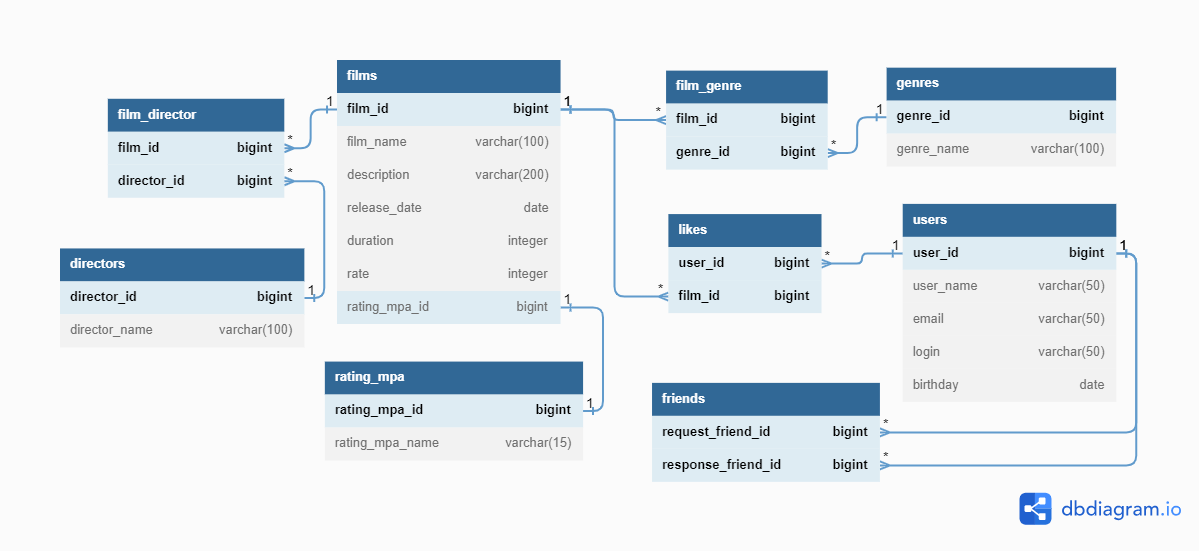 films
film_id bigint
film_name varchar(100)
description varchar(200)
release_date date
duration integer
rate integer
rating_mpa_id bigint
film_director
film_id bigint
director_id bigint
directors
director_id bigint
director_name varchar(100)
rating_mpa
rating_mpa_id bigint
rating_mpa_name varchar(15)
film_genre
film_id bigint
genre_id bigint
genres
genre_id bigint
genre_name varchar(100)
likes
user_id bigint
film_id bigint
users
user_id bigint
user_name varchar(50)
email varchar(50)
login varchar(50)
birthday date
friends
request_friend_id bigint
response_friend_id bigint
1
*
*
1
1
1
1
*
*
1
*
*
1
1
*
*
dbdiagram.io